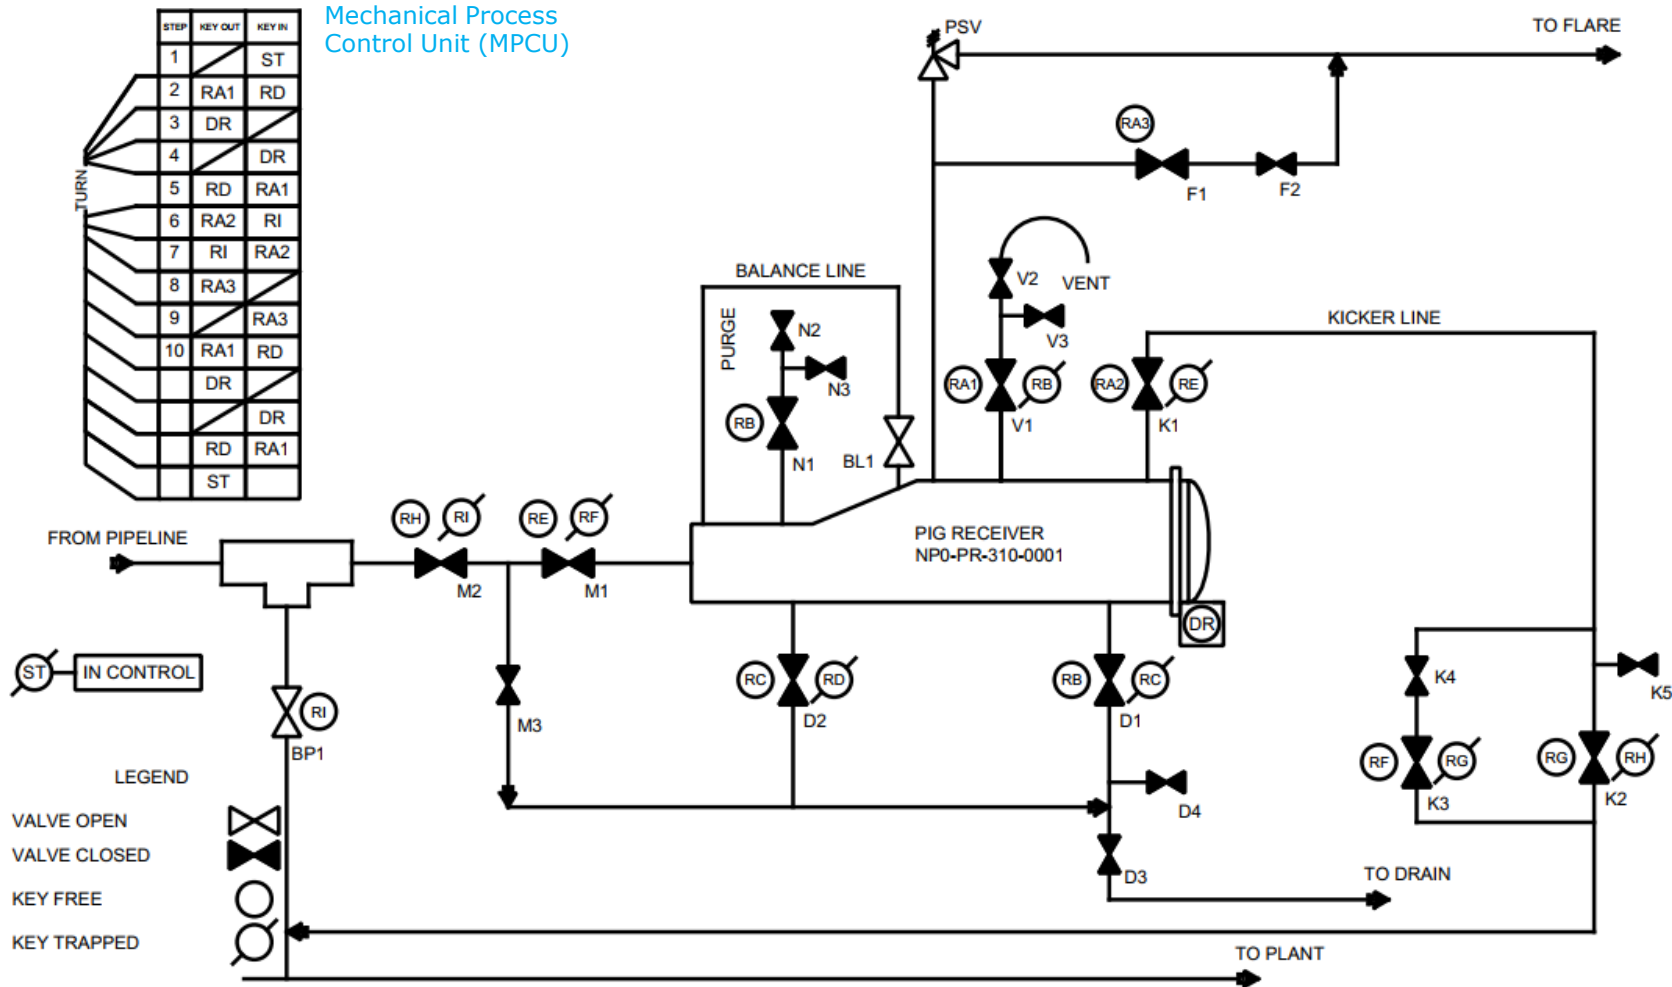 Mechanical Process
Control Unit (MPCU)
STEP KEY OUT KEY IN
1 ST
2 RA1 RD
3 DR
4 DR
5 RD RA1
6 RA2 RI
7 RI RA2
8 RA3
9 RA3
10 RA1 RD
DR
DR
RD RA1
ST
TURN
PSV
TO FLARE
RA3
F1
F2
BALANCE LINE
PURGE
N2
N3
RB
N1
BL1
V2
VENT
V3
RA1
RB
V1
KICKER LINE
RA2
RE
K1
FROM PIPELINE
RH
RI
M2
RE
RF
M1
PIG RECEIVER
NP0-PR-310-0001
DR
ST
IN CONTROL
RI
BP1
M3
RC
RD
D2
RB
RC
D1
D4
D3
TO DRAIN
K4
K5
RF
RG
K3
RG
RH
K2
LEGEND
VALVE OPEN
VALVE CLOSED
KEY FREE
KEY TRAPPED
TO PLANT